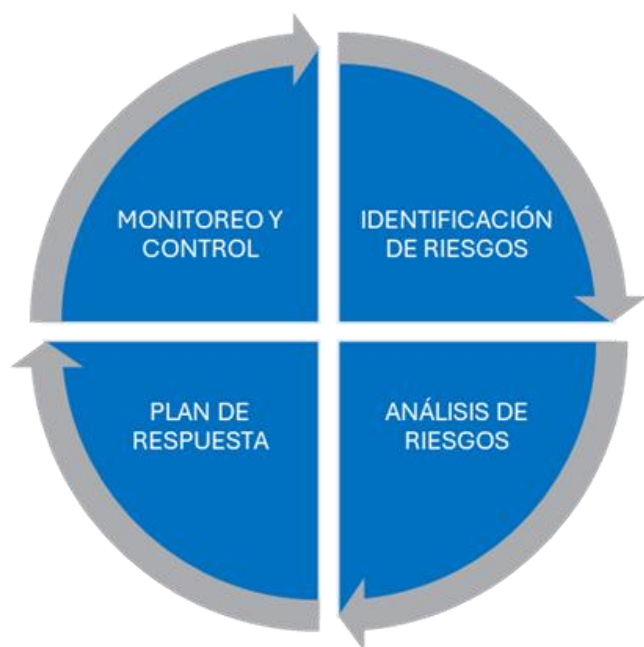 MONITOREO Y
CONTROL
IDENTIFICACIÓN
DE RIESGOS
PLAN DE
RESPUESTA
ANÁLISIS DE
RIESGOS